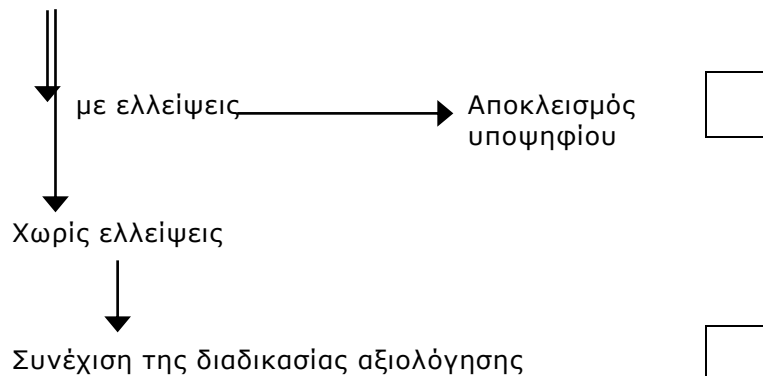 με ελλείψεις
Αποκλεισμός
υποψηφίου
Χωρίς ελλείψεις
Συνέχιση της διαδικασίας αξιολόγησης